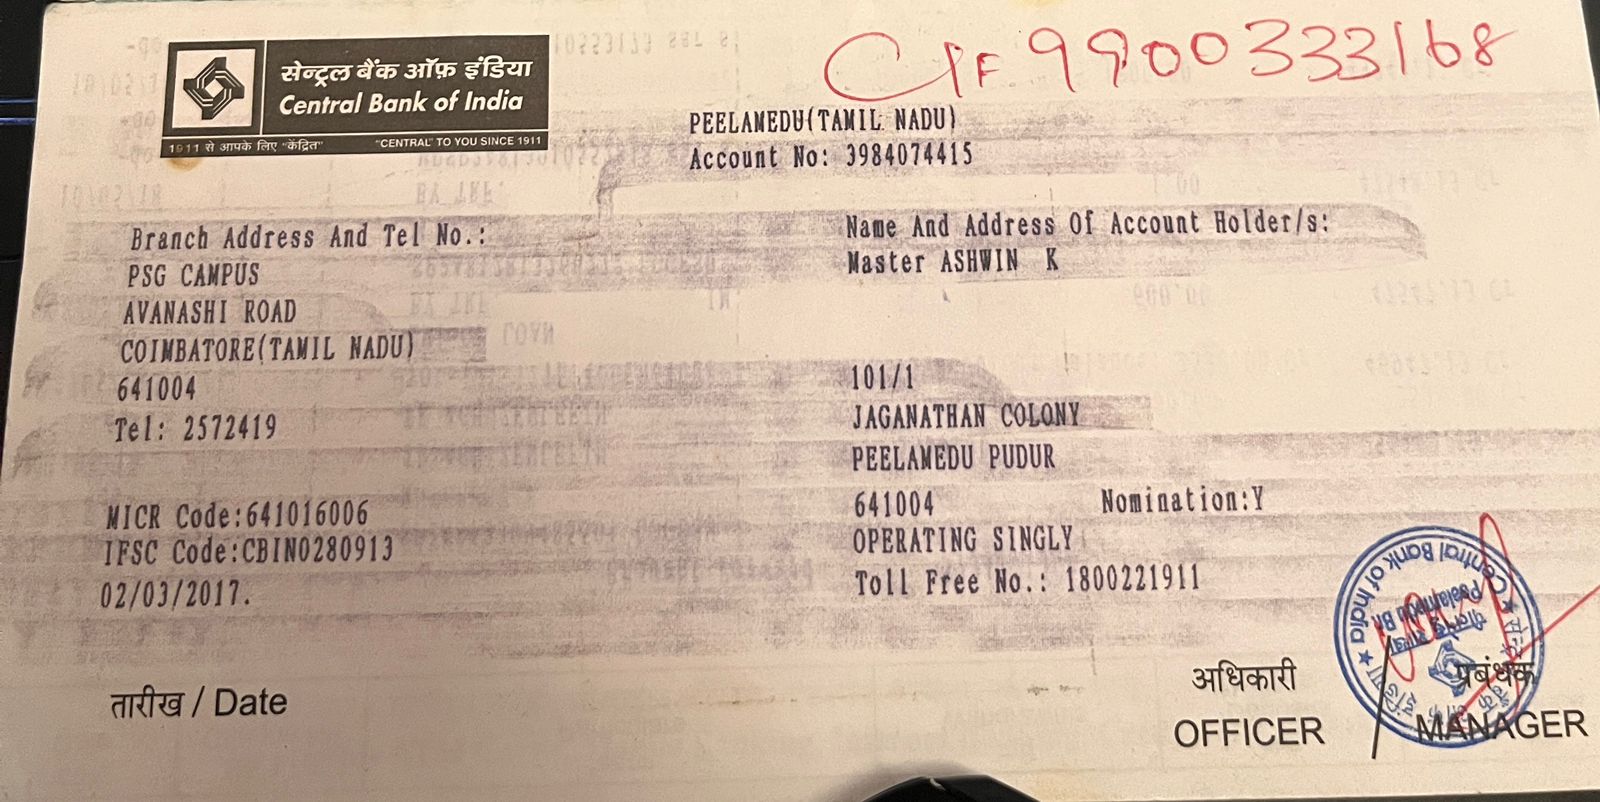 सेन्ट्रल बैंक ऑफ़ इंडिया
Central Bank of India
1911 से आपके लिए "केंद्रित" "CENTRAL" TO YOU SINCE 1911
CIF 9900333168
PEELAMEDU(TAMIL NADU)
Account No: 3984074415
Branch Address And Tel No.:
PSG CAMPUS
AVANASHI ROAD
COIMBATORE(TAMIL NADU)
641004
Tel: 2572419
MICR Code:641016006
IFSC Code:CBIN0280913
02/03/2017.
Name And Address Of Account Holder/s:
Master ASHWIN K
101/1
JAGANATHAN COLONY
PEELAMEDU PUDUR
641004 Nomination:Y
OPERATING SINGLY
Toll Free No.: 1800221911
तारीख / Date
अधिकारी
OFFICER
प्रबंधक
MANAGER
Central Bank of India
Peelamedu Br.